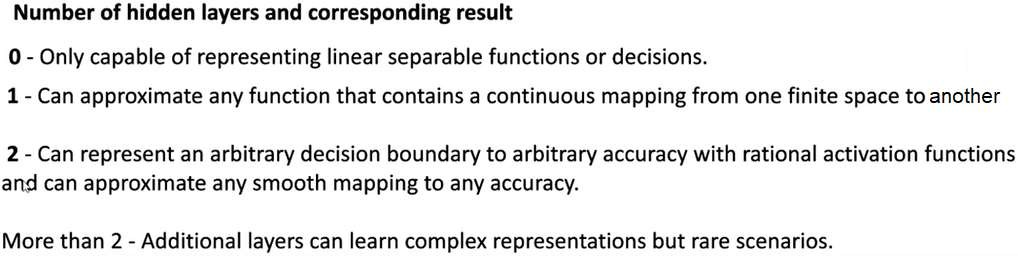 Number of hidden layers and corresponding result
0 - Only capable of representing linear separable functions or decisions.
1 - Can approximate any function that contains a continuous mapping from one finite space to another
2 - Can represent an arbitrary decision boundary to arbitrary accuracy with rational activation functions
and can approximate any smooth mapping to any accuracy.
More than 2 - Additional layers can learn complex representations but rare scenarios.